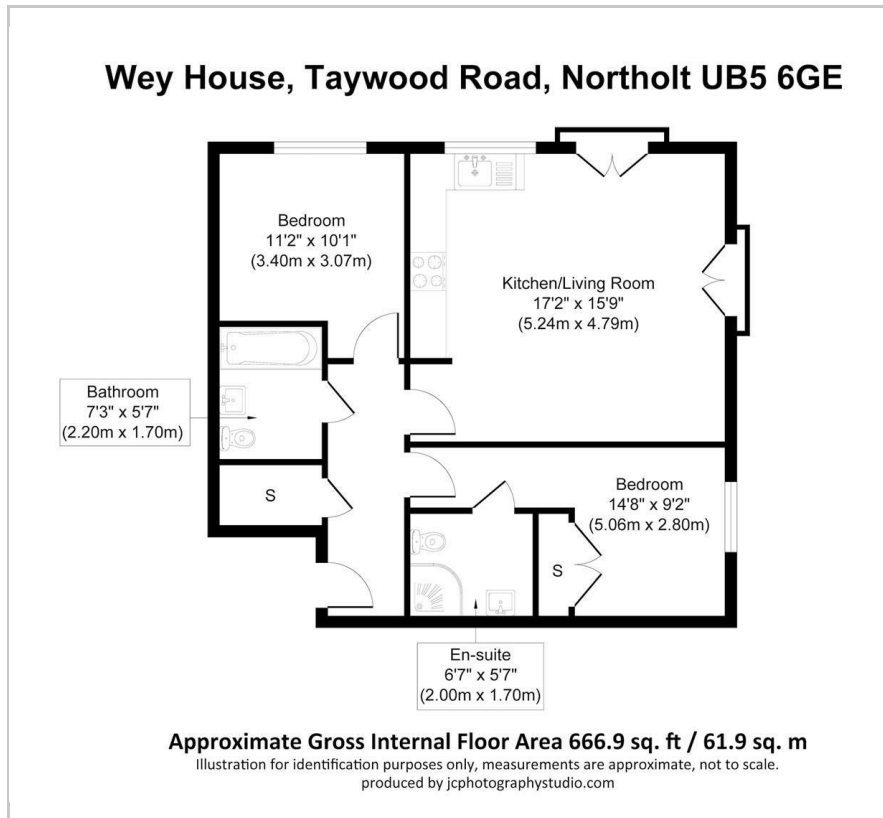 Wey House, Taywood Road, Northolt UB5 6GE
Bedroom
11'2" x 10'1"
(3.40m x 3.07m)
Kitchen/Living Room
17'2" x 15'9"
(5.24m x 4.79m)
Bathroom
7'3" x 5'7"
(2.20m x 1.70m)
S
Bedroom
14'8" x 9'2"
(5.06m x 2.80m)
S
En-suite
6'7" x 5'7"
(2.00m x 1.70m)
Approximate Gross Internal Floor Area 666.9 sq. ft / 61.9 sq. m
Illustration for identification purposes only, measurements are approximate, not to scale.
produced by jcphotographystudio.com